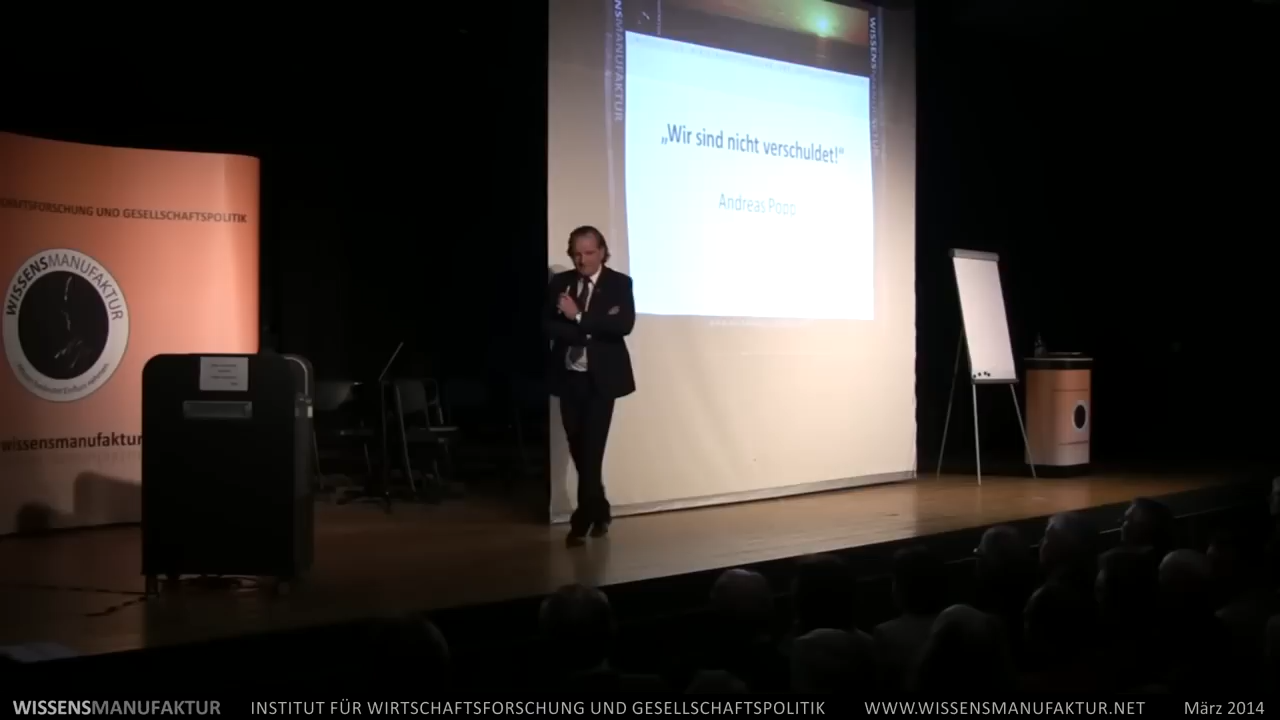 WISSENSMANUFAKTUR
„Wir sind nicht verschuldet!“
Andreas Popp
WIRTSCHAFTSFORSCHUNG UND GESELLSCHAFTSPOLITIK
WISSENSMANUFAKTUR
wissensmanufaktur
WISSENSMANUFAKTUR INSTITUT FÜR WIRTSCHAFTSFORSCHUNG UND GESELLSCHAFTSPOLITIK WWW.WISSENSMANUFAKTUR.NET März 2014